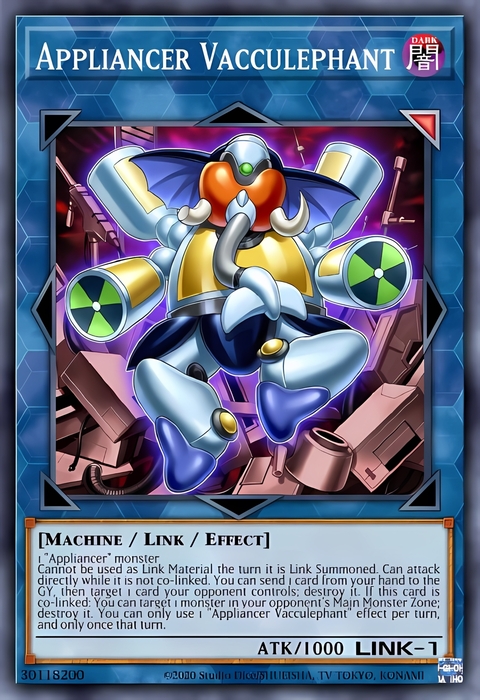 APPLIANCER VACCULEPHANT
DARK
闇
[MACHINE / LINK / EFFECT]
1 "Appliancer" monster
Cannot be used as Link Material the turn it is Link Summoned. Can attack
directly while it is not co-linked. You can send 1 card from your hand to the
GY, then target 1 card your opponent controls; destroy it. If this card is
co-linked: You can target 1 monster in your opponent's Main Monster Zone;
destroy it. You can only use 1 "Appliancer Vacculephant" effect per turn,
and only once that turn.
ATK/1000 LINK-1
30118200 ©2020 Studio Dice/SHUEISHA, TV TOKYO, KONAMI